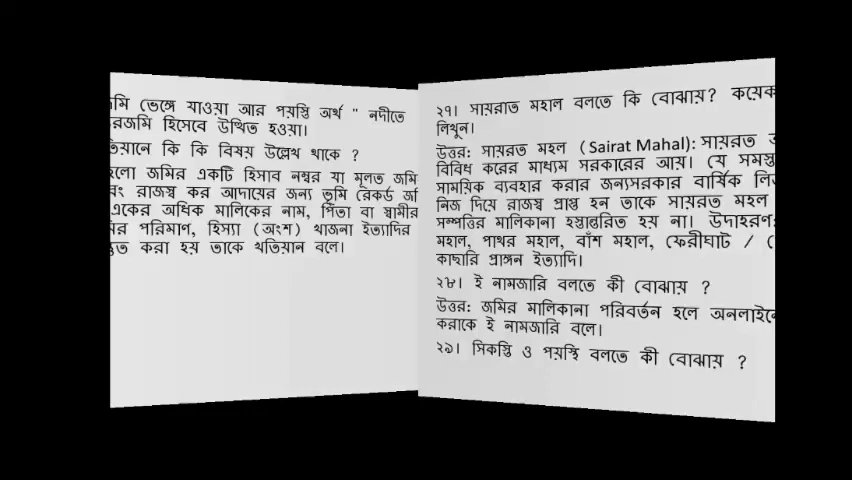 ভেঙ্গে যাওয়া আর পয়স্তি অর্থ " নদীতে
হিসেবে উত্থিত হওয়া।
কি কি বিষয় উল্লেখ থাকে ?
জমির একটি হিসাব নম্বর যা মূলত জমি
রাজস্ব কর আদায়ের জন্য ভূমি রেকর্ড
একের অধিক মালিকের নাম, পিতা বা স্বামীর
পরিমাণ, হিস্যা (অংশ) খাজনা ইত্যাদির
করা হয় তাকে খতিয়ান বলে।
২৭। সায়রাত মহাল বলতে কি বোঝায়? কয়েক
লিখুন।
উত্তর: সায়রত মহল (Sairat Mahal): সায়রত
বিবিধ করের মাধ্যম সরকারের আয়। যে সমস্ত
সাময়িক ব্যবহার করার জন্যসরকার বার্ষিক
নিজ দিয়ে রাজস্ব প্রাপ্ত হন তাকে সায়রত মহল
সম্পত্তির মালিকানা হস্তান্তরিত হয় না। উদাহরণ:
মহাল, পাথর মহাল, বাঁশ মহাল, ফেরীঘাট /
কাছারি প্রাঙ্গন ইত্যাদি।
২৮। ই নামজারি বলতে কী বোঝায় ?
উত্তর: জমির মালিকানা পরিবর্তন হলে অনলাইনে
করাকে ই নামজারি বলে।
২৯। সিকস্তি ও পয়স্থি বলতে কী বোঝায় ?